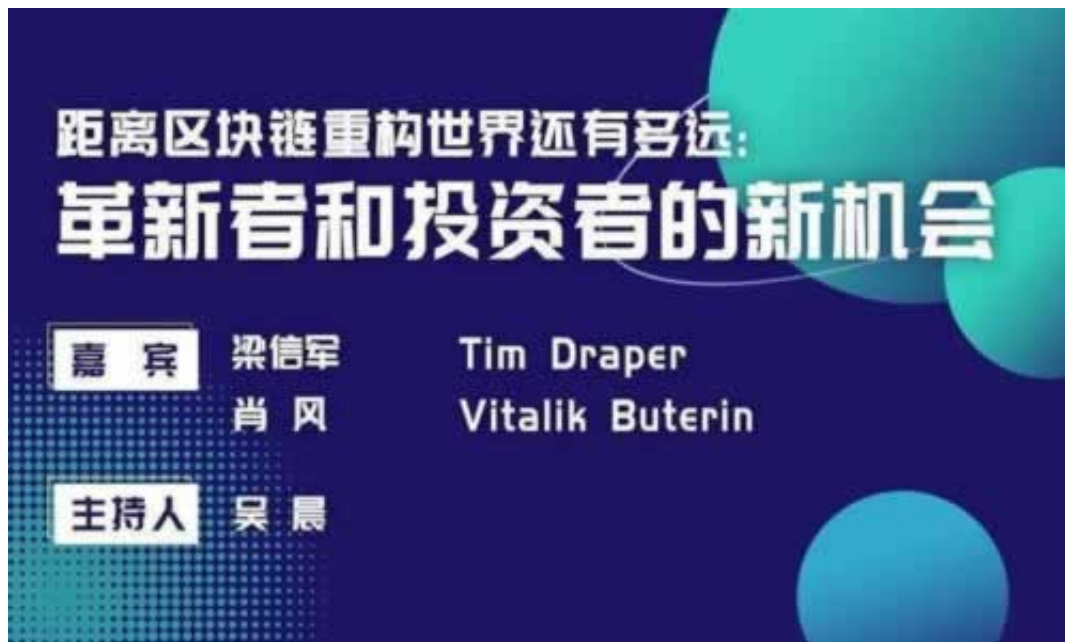 距离区块链重构世界还有多远:
革新者和投资者的新机会
嘉 宾 梁信军 Tim Draper
肖 风 Vitalik Buterin
主持人 吴 晨